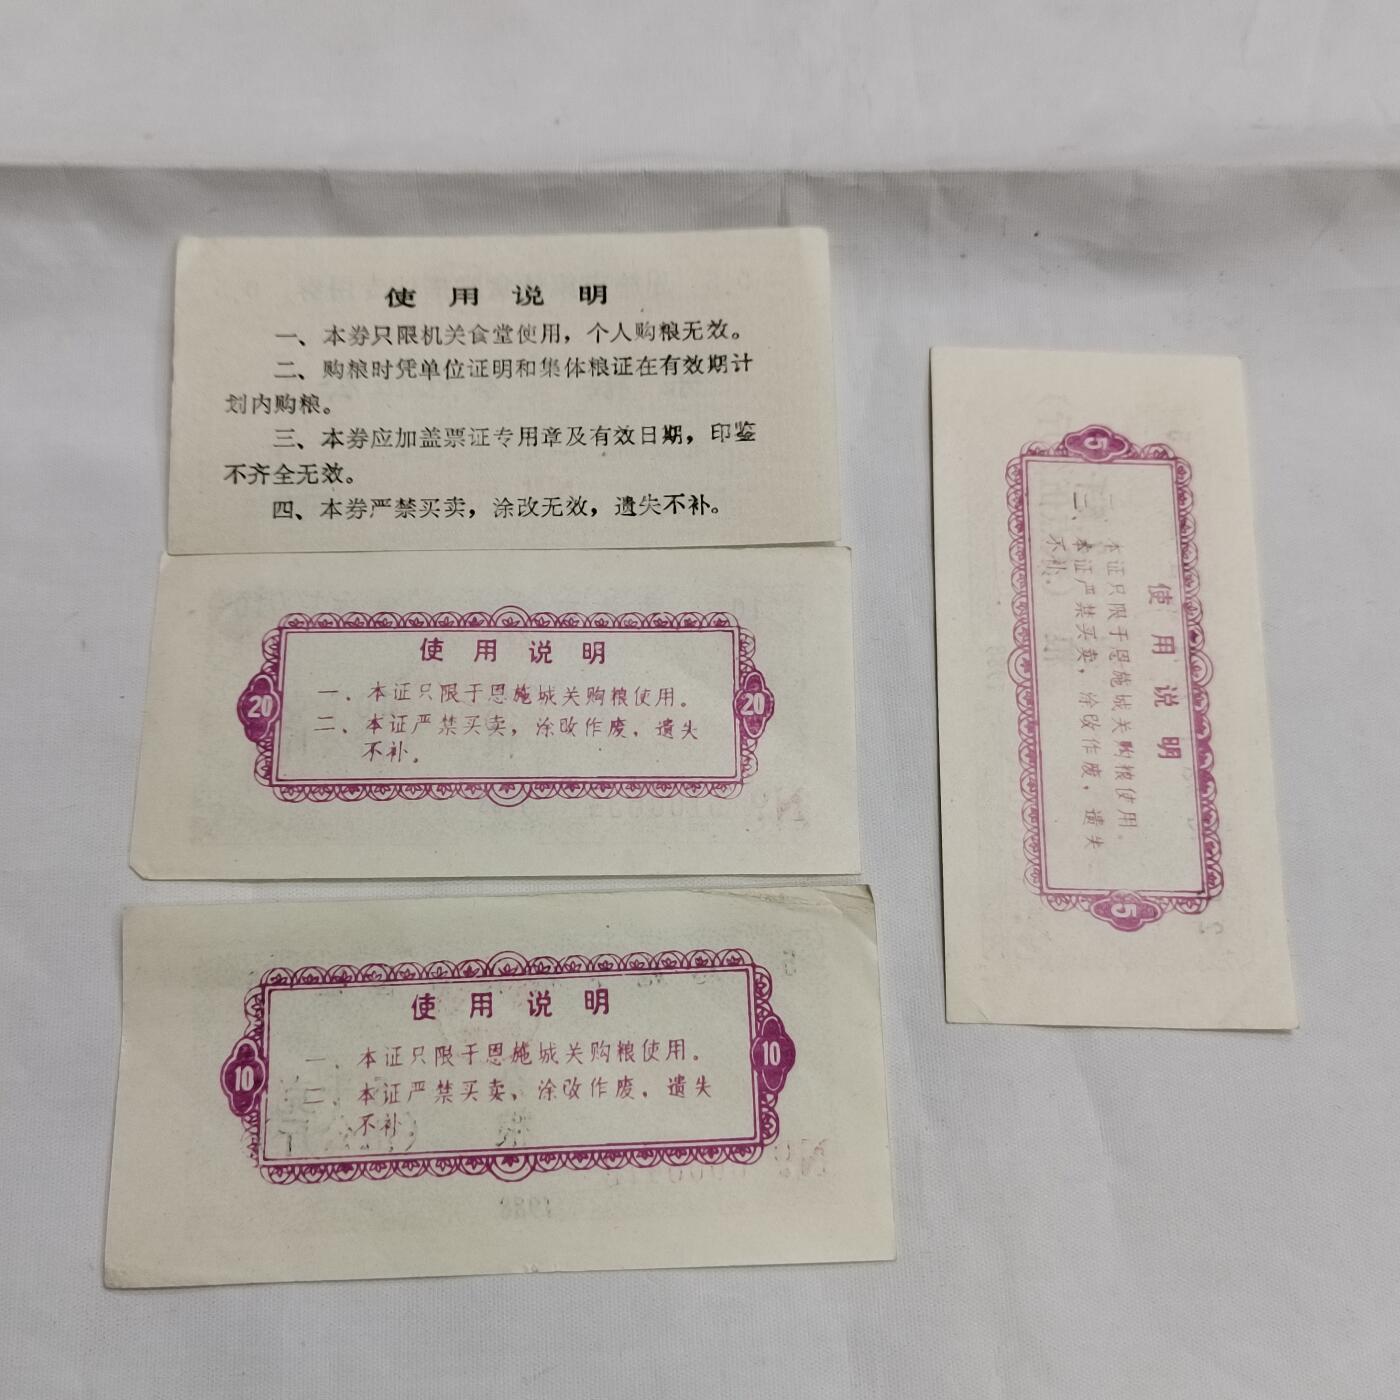 使用说明
一、本券只限机关食堂使用，个人购粮无效。
二、购粮时凭单位证明和集体粮证在有效期计
划内购粮。
三、本券应加盖票证专用章及有效日期，印鉴
不齐全无效。
四、本券严禁买卖，涂改无效，遗失不补。
使用说明
20
20
一、本证只限于恩施城关购粮使用。
二、本证严禁买卖，涂改作废，遗失
不补。
使用说明
10
10
一、本证只限于恩施城关购粮使用。
二、本证严禁买卖，涂改作废，遗失
不补。
5
使用说明
一、本证只限于恩施城关购粮使用。
二、本证严禁买卖，涂改作废，遗失
不补。
5
1988